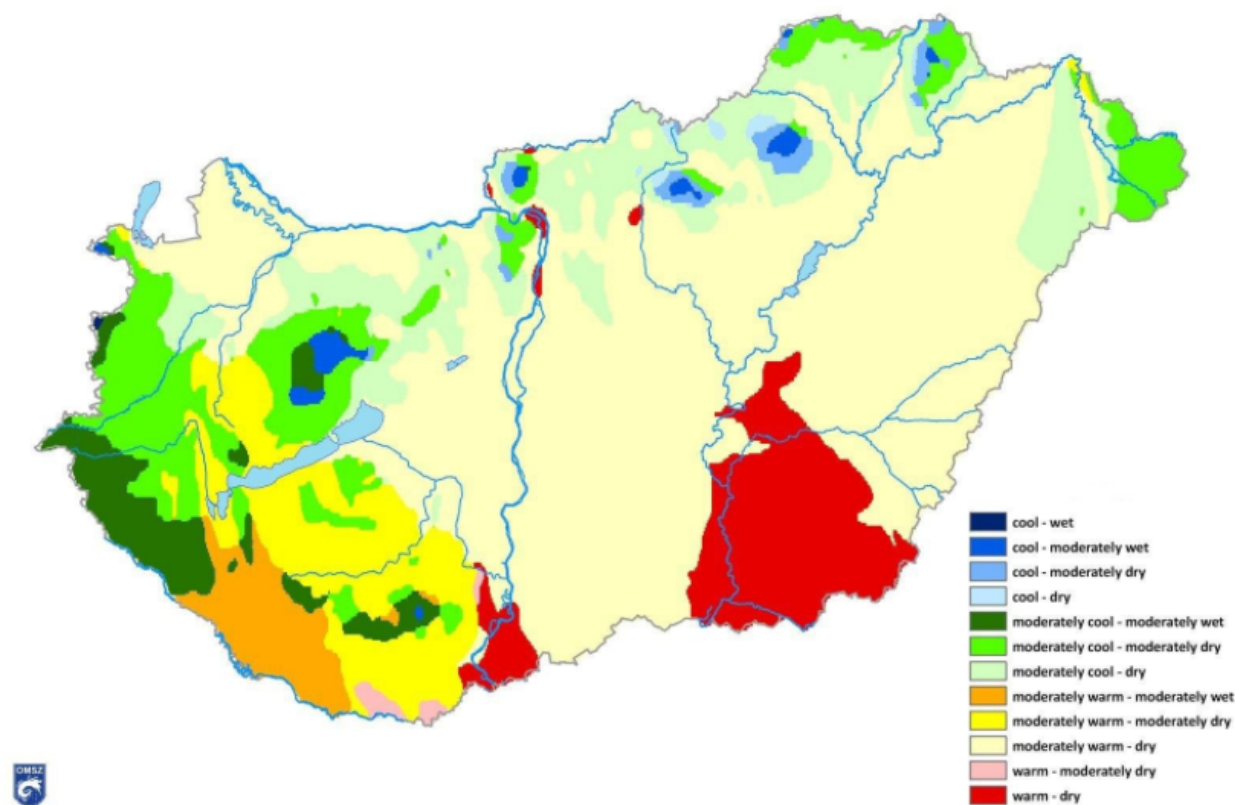 cool - wet
cool - moderately wet
cool - moderately dry
cool - dry
moderately cool - moderately wet
moderately cool - moderately dry
moderately cool - dry
moderately warm - moderately wet
moderately warm - moderately dry
moderately warm - dry
warm - moderately dry
warm - dry
OMSZ